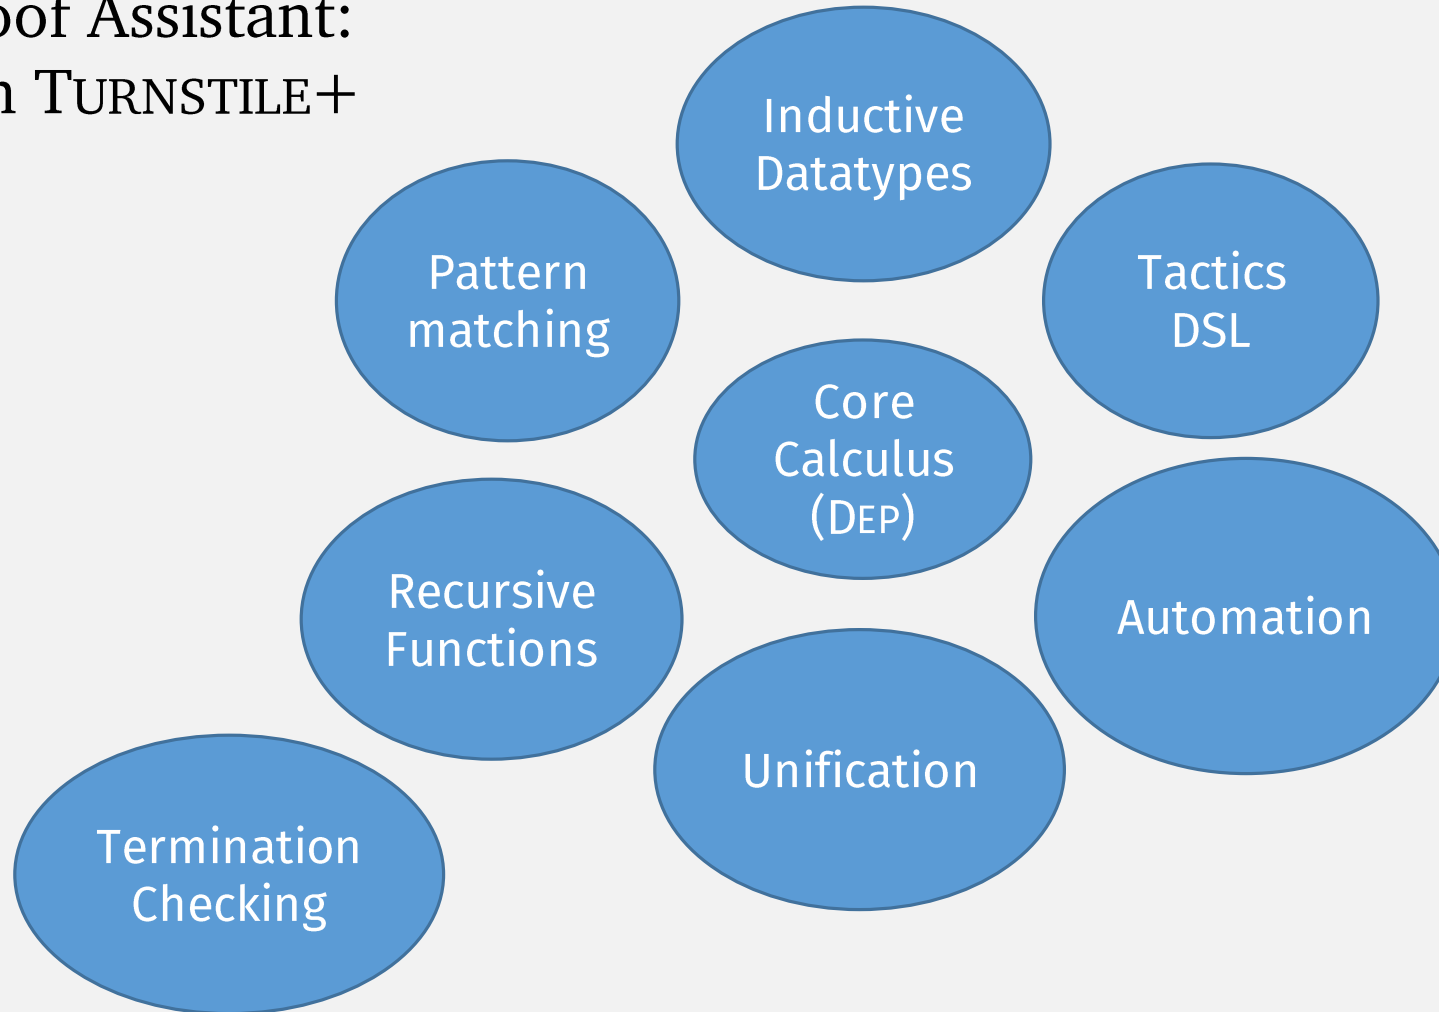 oof Assistant:
n TURNSTILE+
Inductive
Datatypes
Pattern
matching
Tactics
DSL
Core
Calculus
(DEP)
Recursive
Functions
Automation
Unification
Termination
Checking